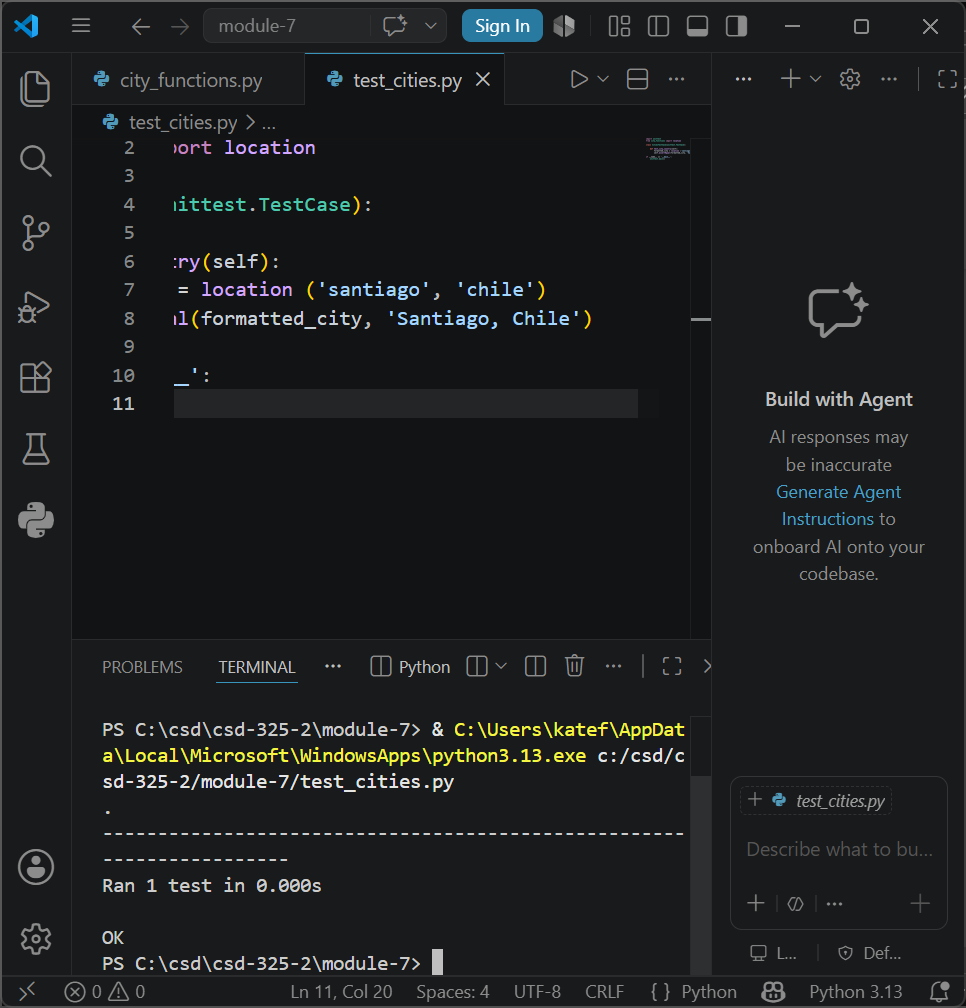 module-7
Sign In
city_functions.py
test_cities.py
test_cities.py > ...
2 port location
3
4 nittest.TestCase):
5
6 try(self):
7 = location ('santiago', 'chile')
8 al(formatted_city, 'Santiago, Chile')
9
10 __':
11
Build with Agent
AI responses may
be inaccurate
Generate Agent
Instructions to
onboard AI onto your
codebase.
PROBLEMS
TERMINAL
Python
PS C:\csd\csd-325-2\module-7> & C:\Users\katef\AppDat
a\Local\Microsoft\WindowsApps\python3.13.exe c:/csd/c
sd-325-2/module-7/test_cities.py
.
-----------------------------------------------------
-----------------
Ran 1 test in 0.000s
OK
PS C:\csd\csd-325-2\module-7>
test_cities.py
Describe what to bu...
L...
Def...
0 0
Ln 11, Col 20
Spaces: 4
UTF-8
CRLF
{ } Python
Python 3.13